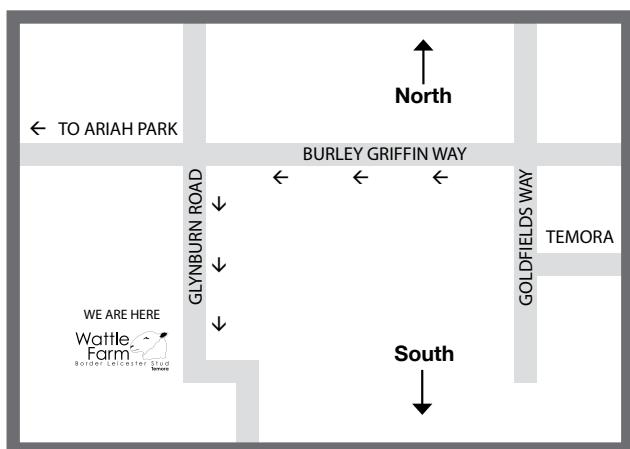 North
← TO ARIAH PARK
BURLEY GRIFFIN WAY
GLYNBURN ROAD
GOLDFIELDS WAY
TEMORA
WE ARE HERE
Wattle
Farm
Border Leicester Stud
Temora
South